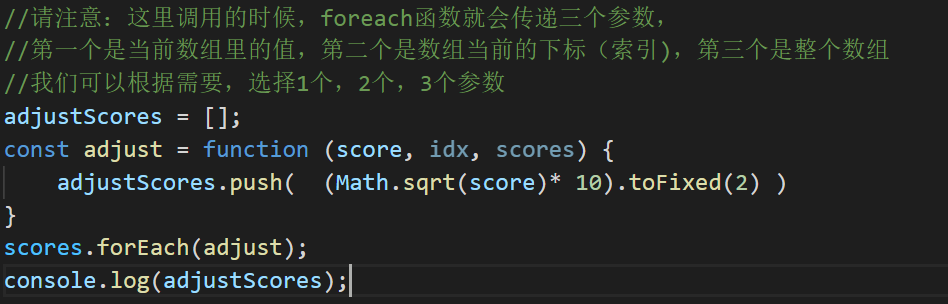 //请注意：这里调用的时候，foreach函数就会传递三个参数，
//第一个是当前数组里的值，第二个是数组当前的下标（索引），第三个是整个数组
//我们可以根据需要，选择1个，2个，3个参数
adjustScores = [];
const adjust = function (score, idx, scores) {
    adjustScores.push(  (Math.sqrt(score)* 10).toFixed(2) )
}
scores.forEach(adjust);
console.log(adjustScores);